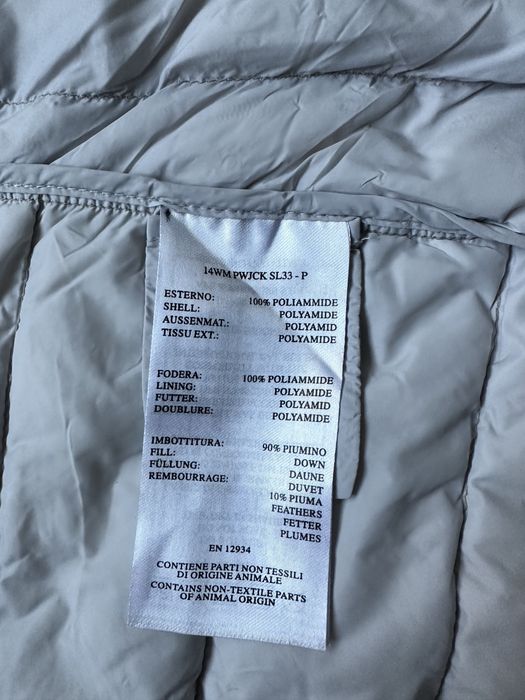 14WM PWJCK SL33 - P
ESTERNO: 100% POLIAMMIDE
SHELL: POLYAMIDE
AUSSENMAT.: POLYAMID
TISSU EXT.: POLYAMIDE
FODERA: 100% POLIAMMIDE
LINING: POLYAMIDE
FUTTER: POLYAMID
DOUBLURE: POLYAMIDE
IMBOTTITURA: 90% PIUMINO
FILL: DOWN
FÜLLUNG: DAUNE
REMBOURRAGE: DUVET
10% PIUMA
FEATHERS
FETTER
PLUMES
EN 12934
CONTIENE PARTI NON TESSILI
DI ORIGINE ANIMALE
CONTAINS NON-TEXTILE PARTS
OF ANIMAL ORIGIN